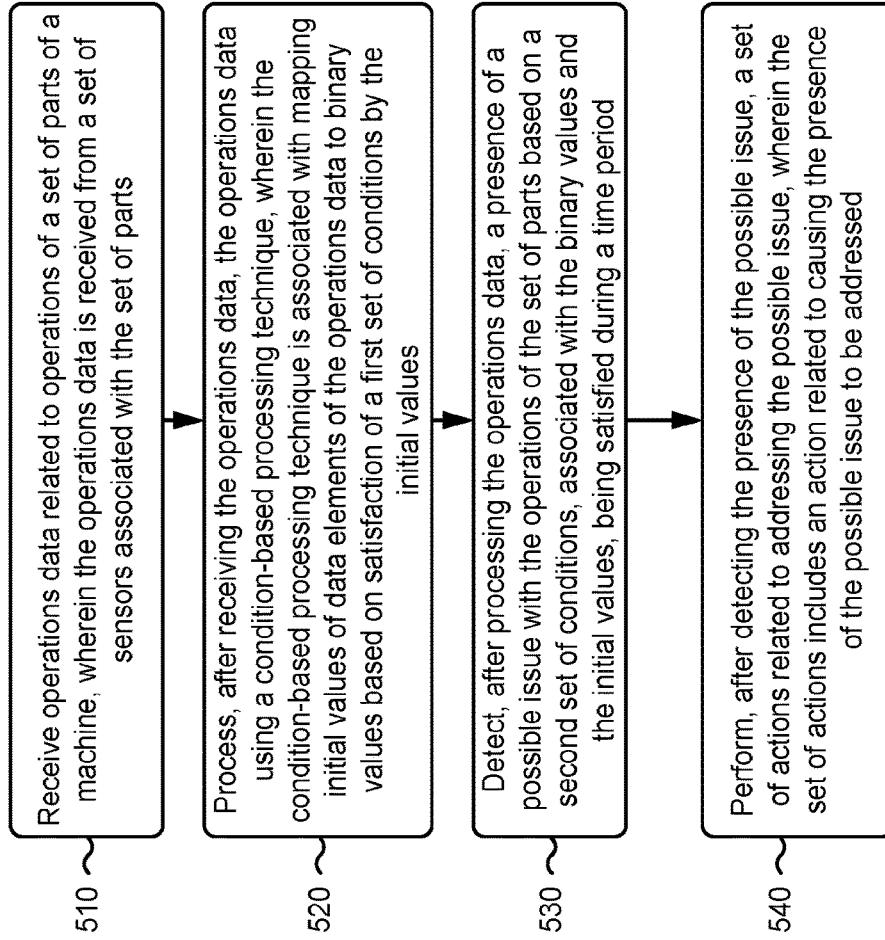 510
Receive operations data related to operations of a set of parts of a
machine, wherein the operations data is received from a set of
sensors associated with the set of parts
520
Process, after receiving the operations data, the operations data
using a condition-based processing technique, wherein the
condition-based processing technique is associated with mapping
initial values of data elements of the operations data to binary
values based on satisfaction of a first set of conditions by the
initial values
530
Detect, after processing the operations data, a presence of a
possible issue with the operations of the set of parts based on a
second set of conditions, associated with the binary values and
the initial values, being satisfied during a time period
540
Perform, after detecting the presence of the possible issue, a set
of actions related to addressing the possible issue, wherein the
set of actions includes an action related to causing the presence
of the possible issue to be addressed